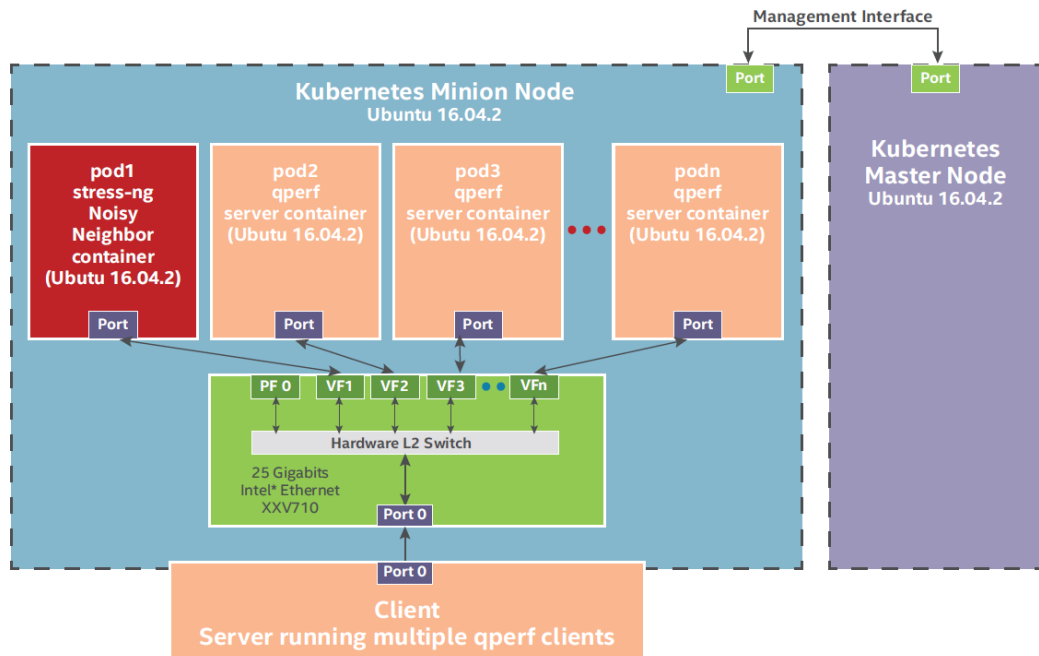 Management Interface
Port
Port
Kubernetes Minion Node
Ubuntu 16.04.2
Kubernetes
Master Node
Ubuntu 16.04.2
pod1
stress-ng
Noisy
Neighbor
container
(Ubutu 16.04.2)
Port
pod2
qperf
server container
(Ubutu 16.04.2)
Port
pod3
qperf
server container
(Ubutu 16.04.2)
Port
podn
qperf
server container
(Ubutu 16.04.2)
Port
PF 0
VF1
VF2
VF3
VFn
Hardware L2 Switch
25 Gigabits
Intel* Ethernet
XXV710
Port 0
Port 0
Client
Server running multiple qperf clients